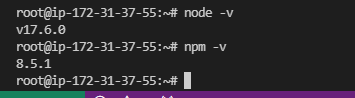 root@ip-172-31-37-55:~# node -v
v17.6.0
root@ip-172-31-37-55:~# npm -v
8.5.1
root@ip-172-31-37-55:~#